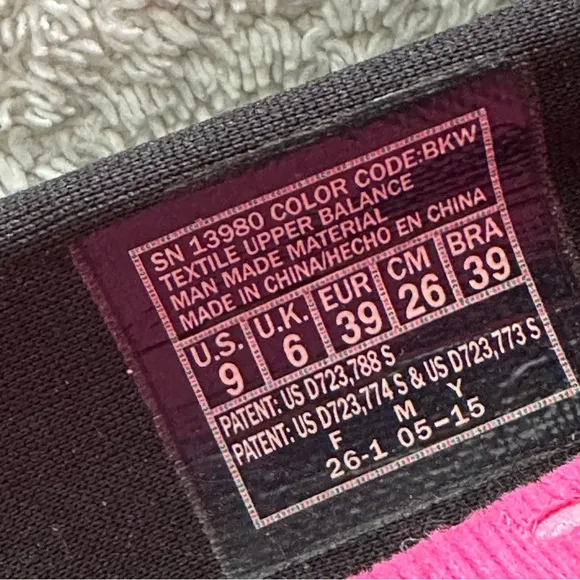 SN 13980 COLOR CODE:BKW
TEXTILE UPPER BALANCE
MAN MADE MATERIAL
MADE IN CHINA/HECHO EN CHINA
U.S. U.K. EUR CM BRA
9 6 39 26 39
PATENT: US D723,788 S
PATENT: US D723,774 S & US D723,773 S
F M Y
26-1 05-15